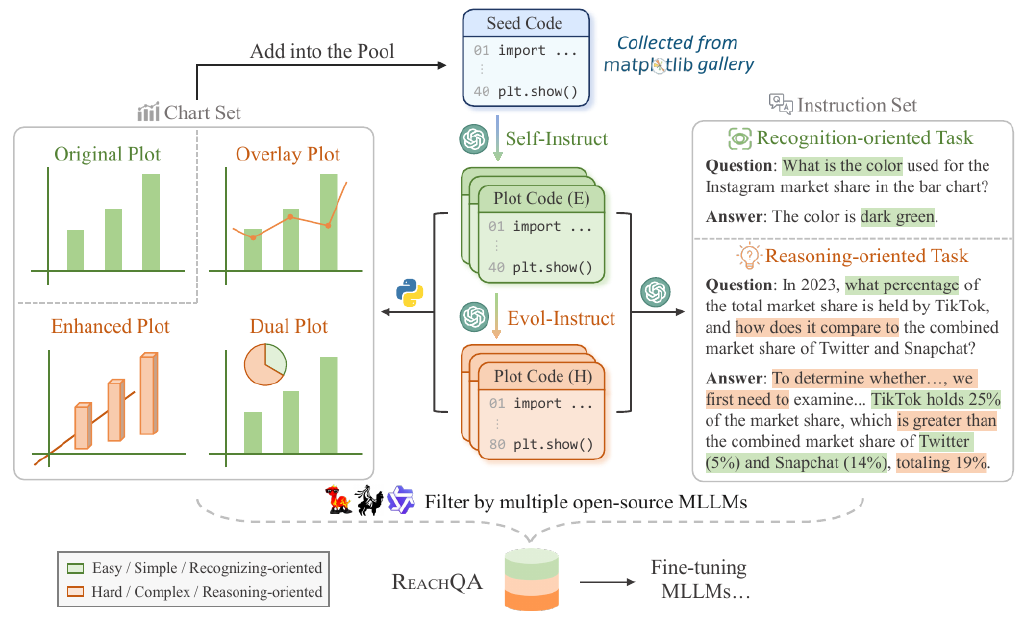 Seed Code
01 import ...
⋮
40 plt.show()
Collected from
matplotlib gallery
Add into the Pool
Chart Set
Original Plot
Overlay Plot
Enhanced Plot
Dual Plot
Self-Instruct
Plot Code (E)
01 import ...
⋮
40 plt.show()
Evol-Instruct
Plot Code (H)
01 import ...
⋮
80 plt.show()
Instruction Set
Recognition-oriented Task
Question: What is the color used for the
Instagram market share in the bar chart?
Answer: The color is dark green.
Reasoning-oriented Task
Question: In 2023, what percentage of
the total market share is held by TikTok,
and how does it compare to the combined
market share of Twitter and Snapchat?
Answer: To determine whether…, we
first need to examine... TikTok holds 25%
of the market share, which is greater than
the combined market share of Twitter
(5%) and Snapchat (14%), totaling 19%.
Filter by multiple open-source MLLMs
Easy / Simple / Recognizing-oriented
Hard / Complex / Reasoning-oriented
REACHQA
Fine-tuning
MLLMs…